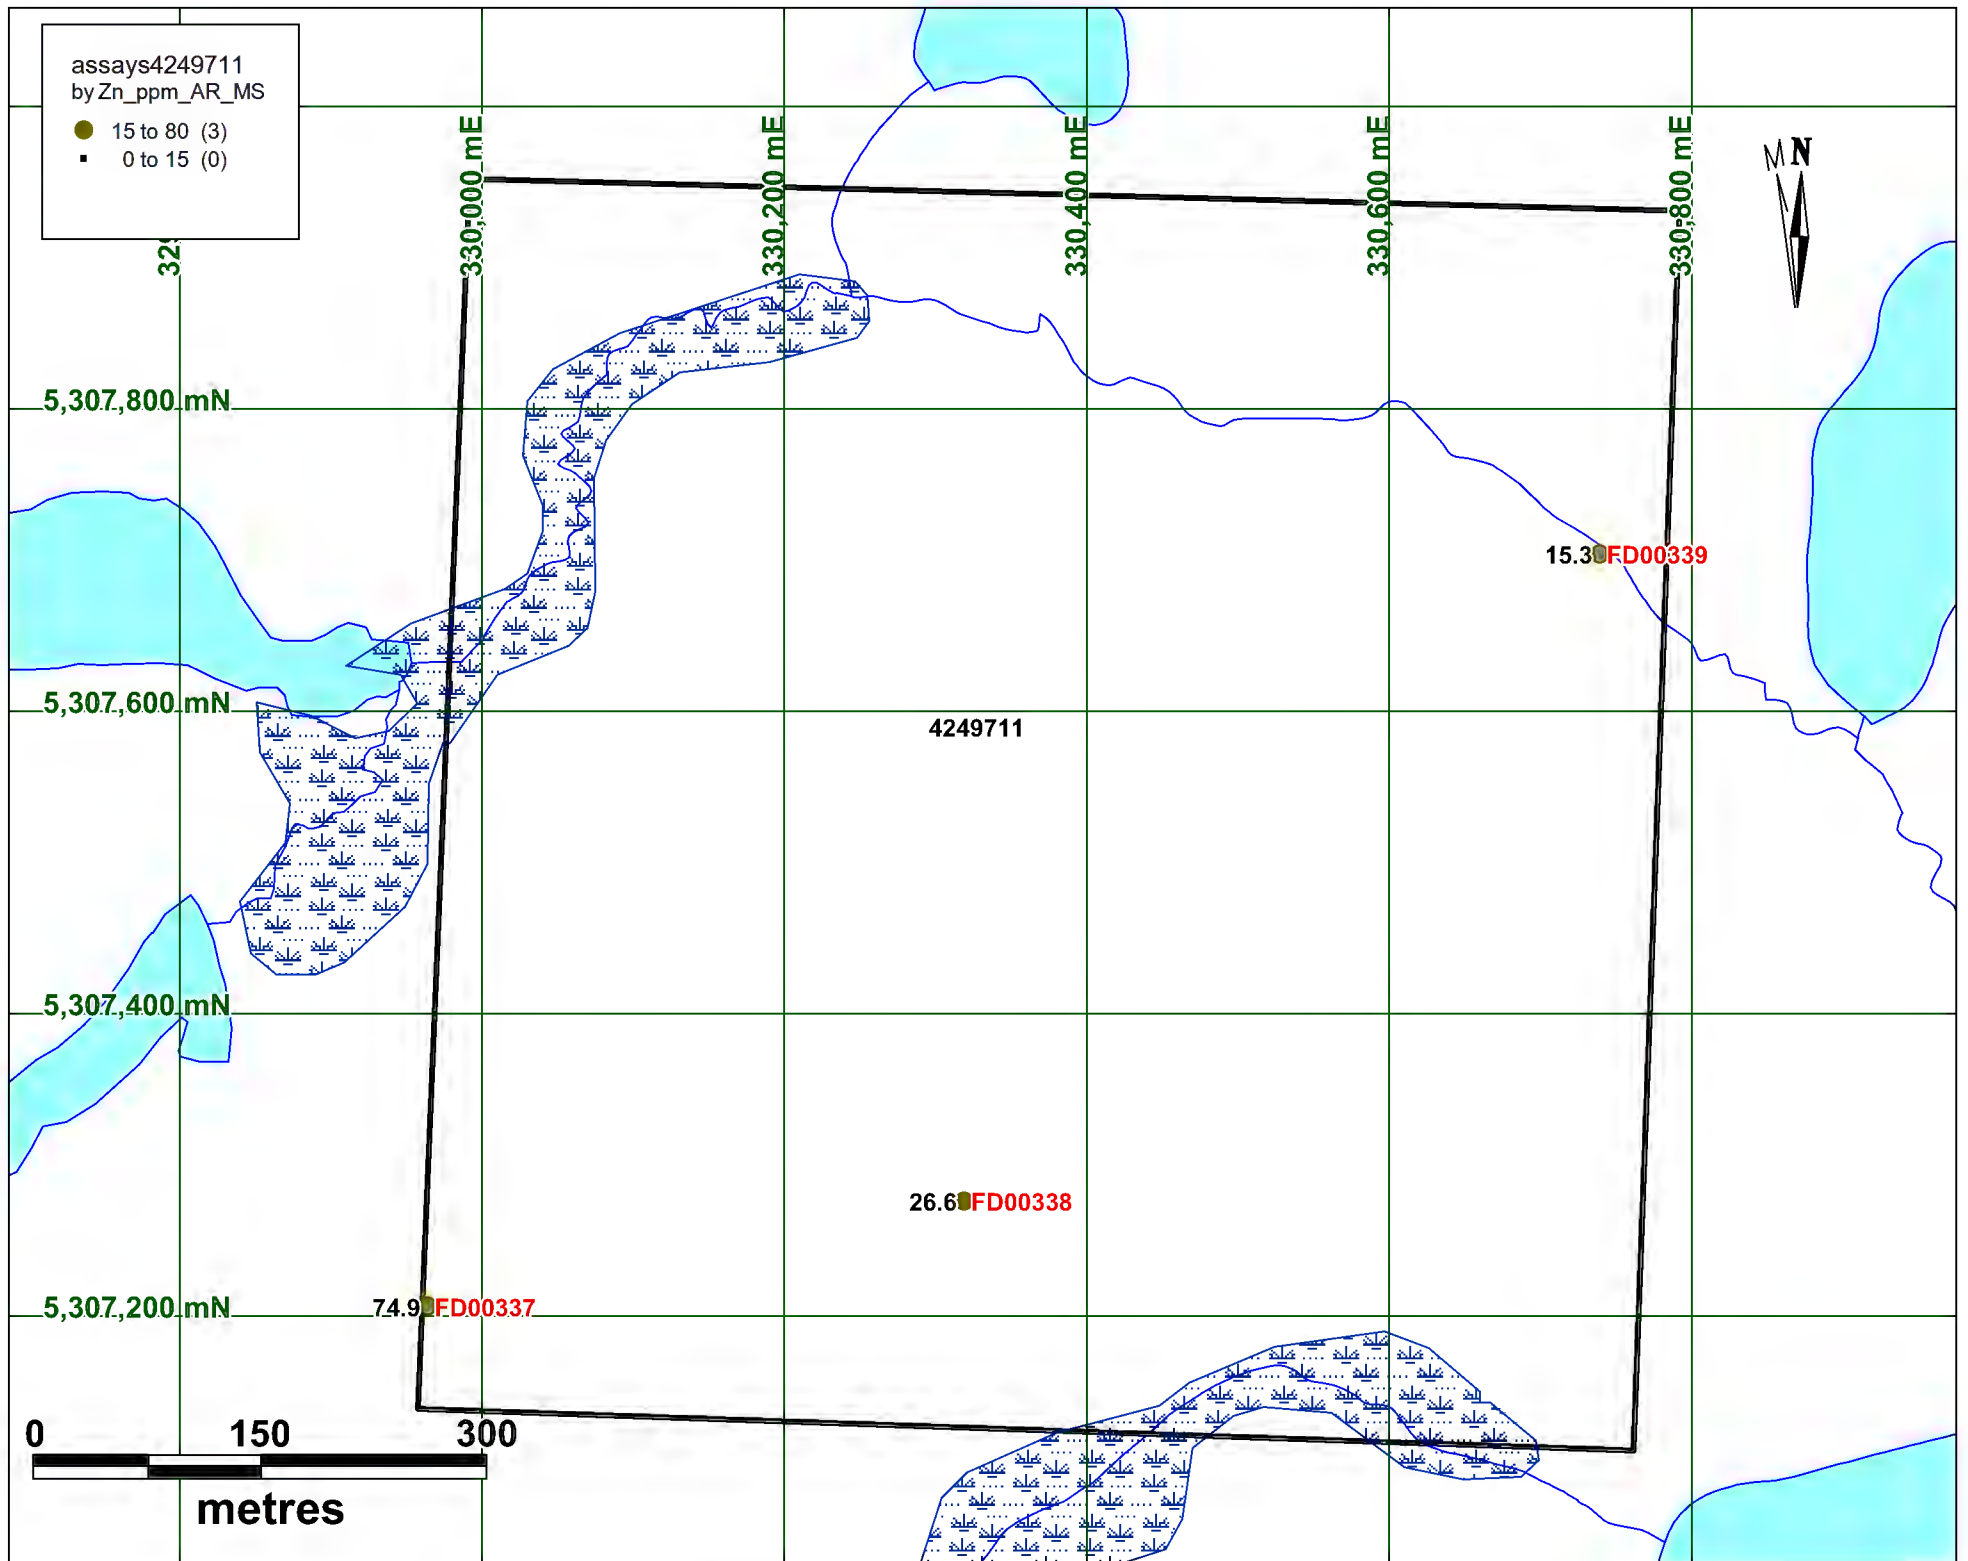 assays4249711
by Zn_ppm_AR_MS
15 to 80 (3)
0 to 15 (0)
330,000 mE
330,200 mE
330,400 mE
330,600 mE
330,800 mE
M N
5,307,800 mN
15.3 FD00339
5,307,600 mN
4249711
5,307,400 mN
26.6 FD00338
74.9 FD00337
5,307,200 mN
0 150 300
metres